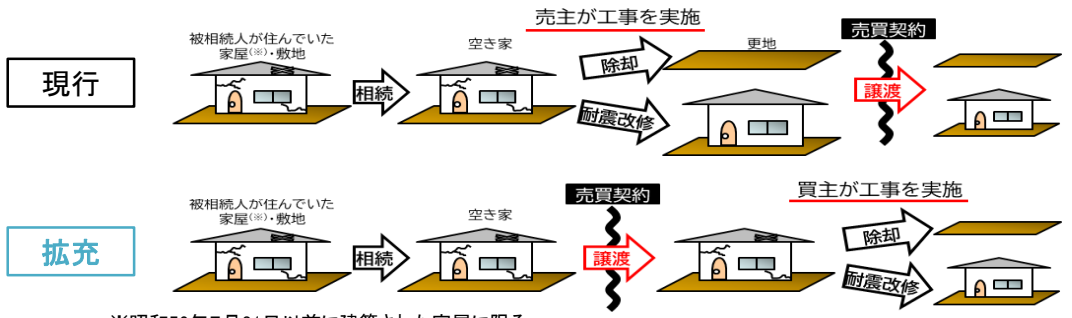 現行
被相続人が住んでいた
家屋(※)・敷地
相続
空き家
売主が工事を実施
除却
耐震改修
更地
売買契約
譲渡
拡充
被相続人が住んでいた
家屋(※)・敷地
相続
空き家
売買契約
譲渡
買主が工事を実施
除却
耐震改修